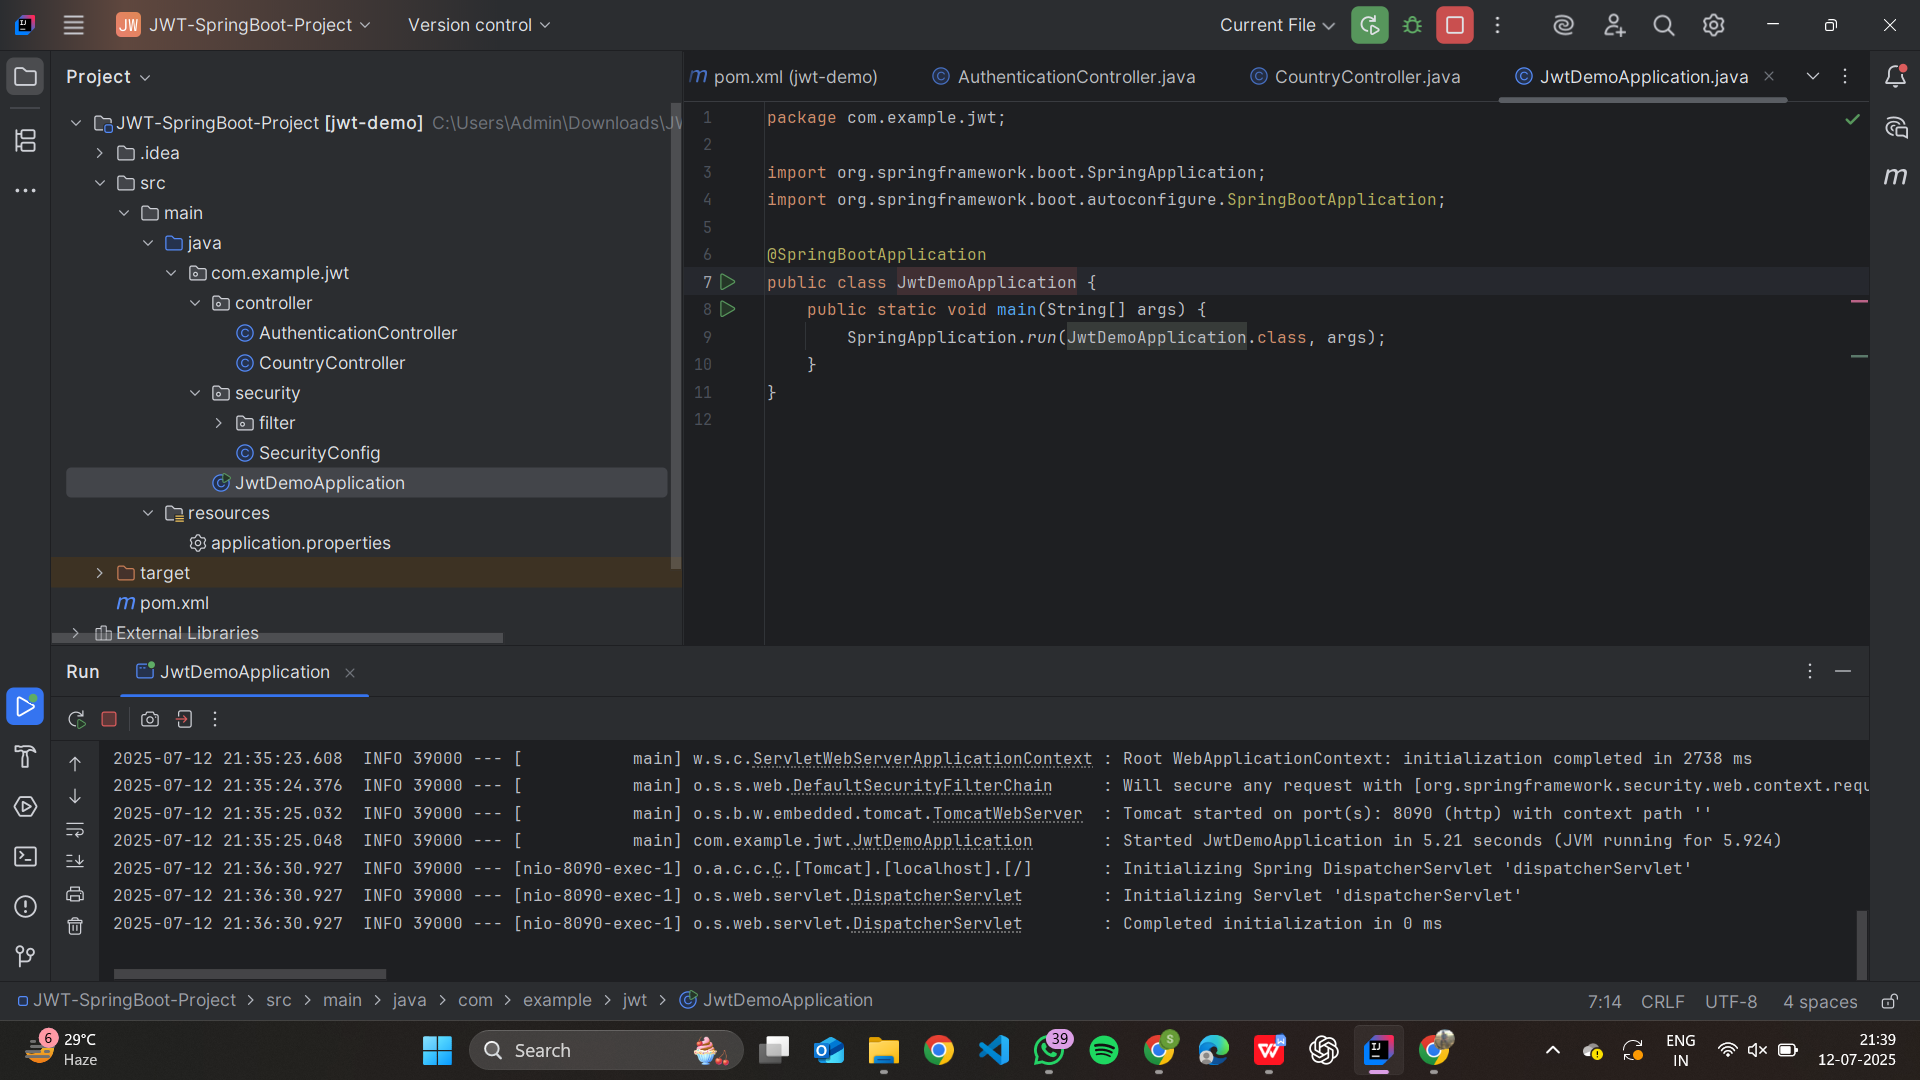 JW JWT-SpringBoot-Project Version control Current File
Project
pom.xml (jwt-demo) AuthenticationController.java CountryController.java JwtDemoApplication.java
JWT-SpringBoot-Project [jwt-demo] C:\Users\Admin\Downloads\JW
.idea
src
main
java
com.example.jwt
controller
AuthenticationController
CountryController
security
filter
SecurityConfig
JwtDemoApplication
resources
application.properties
target
pom.xml
External Libraries
1 package com.example.jwt;
2
3 import org.springframework.boot.SpringApplication;
4 import org.springframework.boot.autoconfigure.SpringBootApplication;
5
6 @SpringBootApplication
7 public class JwtDemoApplication {
8 public static void main(String[] args) {
9 SpringApplication.run(JwtDemoApplication.class, args);
10 }
11 }
12
Run JwtDemoApplication
2025-07-12 21:35:23.608 INFO 39000 --- [ main] w.s.c.ServletWebServerApplicationContext : Root WebApplicationContext: initialization completed in 2738 ms
2025-07-12 21:35:24.376 INFO 39000 --- [ main] o.s.s.web.DefaultSecurityFilterChain : Will secure any request with [org.springframework.security.web.context.requ
2025-07-12 21:35:25.032 INFO 39000 --- [ main] o.s.b.w.embedded.tomcat.TomcatWebServer : Tomcat started on port(s): 8090 (http) with context path ''
2025-07-12 21:35:25.048 INFO 39000 --- [ main] com.example.jwt.JwtDemoApplication : Started JwtDemoApplication in 5.21 seconds (JVM running for 5.924)
2025-07-12 21:36:30.927 INFO 39000 --- [nio-8090-exec-1] o.a.c.c.C.[Tomcat].[localhost].[/] : Initializing Spring DispatcherServlet 'dispatcherServlet'
2025-07-12 21:36:30.927 INFO 39000 --- [nio-8090-exec-1] o.s.web.servlet.DispatcherServlet : Initializing Servlet 'dispatcherServlet'
2025-07-12 21:36:30.927 INFO 39000 --- [nio-8090-exec-1] o.s.web.servlet.DispatcherServlet : Completed initialization in 0 ms
JWT-SpringBoot-Project > src > main > java > com > example > jwt > JwtDemoApplication 7:14 CRLF UTF-8 4 spaces
6 29°C
Haze
Search
39
S
ENG
IN
21:39
12-07-2025